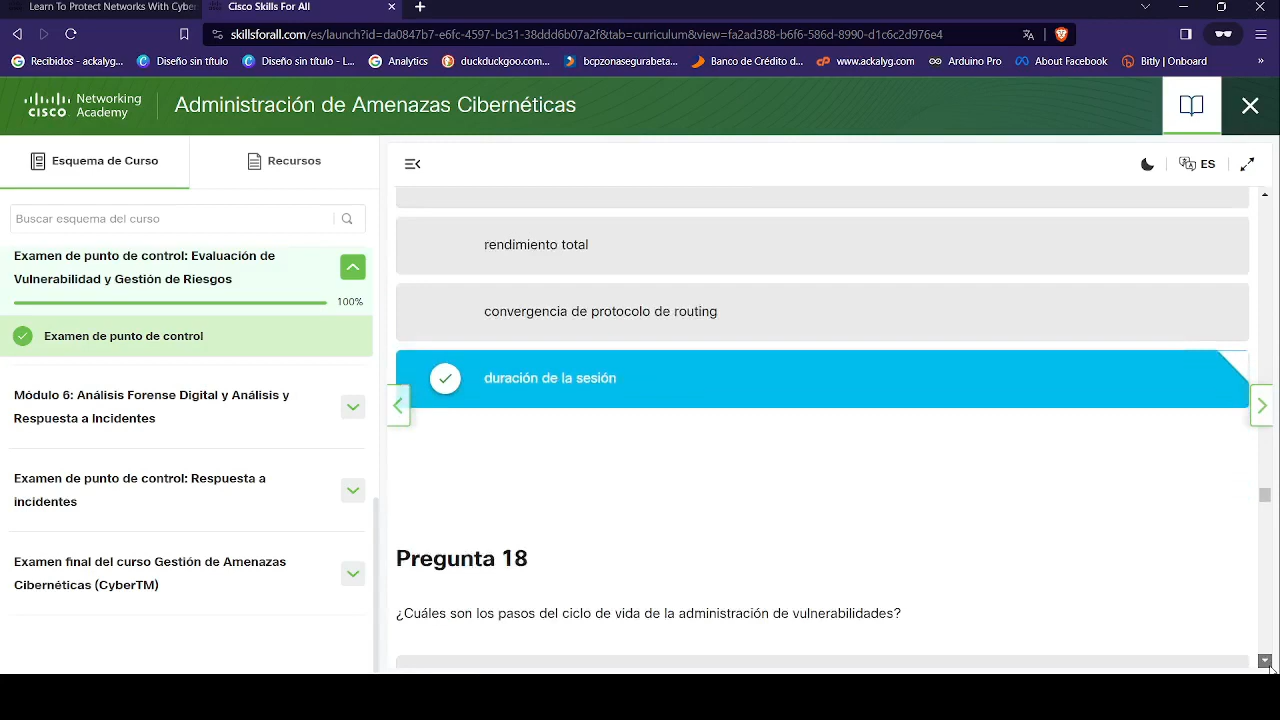 Learn To Protect Networks With Cyber
Cisco Skills For All
skillsforall.com/es/launch?id=da0847b7-e6fc-4597-bc31-38ddd6b07a2f&tab=curriculum&view=fa2ad388-b6f6-586d-8990-d1c6c2d976e4
Recibidos - ackalyg...
Diseño sin título
Diseño sin título - L...
Analytics
duckduckgoo.com...
bcpzonasegurabeta...
Banco de Crédito d...
www.ackalyg.com
Arduino Pro
About Facebook
Bitly | Onboard
»
CISCO
Networking
Academy
Administración de Amenazas Cibernéticas
Esquema de Curso
Recursos
ES
Buscar esquema del curso
Examen de punto de control: Evaluación de
Vulnerabilidad y Gestión de Riesgos
100%
Examen de punto de control
Módulo 6: Análisis Forense Digital y Análisis y
Respuesta a Incidentes
Examen de punto de control: Respuesta a
incidentes
Examen final del curso Gestión de Amenazas
Cibernéticas (CyberTM)
rendimiento total
convergencia de protocolo de routing
duración de la sesión
Pregunta 18
¿Cuáles son los pasos del ciclo de vida de la administración de vulnerabilidades?